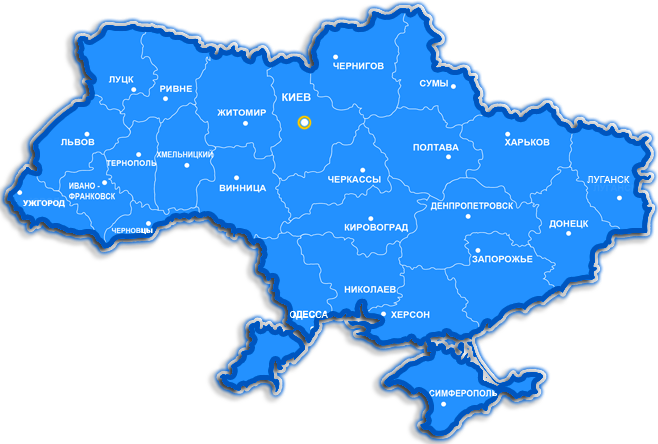 ЧЕРНИГОВ
ЛУЦК
СУМЫ
РИВНЕ
КИЕВ
ЖИТОМИР
ЛЬВОВ
ХАРЬКОВ
ПОЛТАВА
ХМЕЛЬНИЦКИЙ
ТЕРНОПОЛЬ
ЧЕРКАССЫ
ЛУГАНСК
ИВАНО -
ФРАНКОВСК
ВИННИЦА
УЖГОРОД
ДЕНПРОПЕТРОВСК
ДОНЕЦК
КИРОВОГРАД
ЧЕРНОВЦЫ
ЗАПОРОЖЬЕ
НИКОЛАЕВ
ОДЕССА
ХЕРСОН
СИМФЕРОПОЛЬ